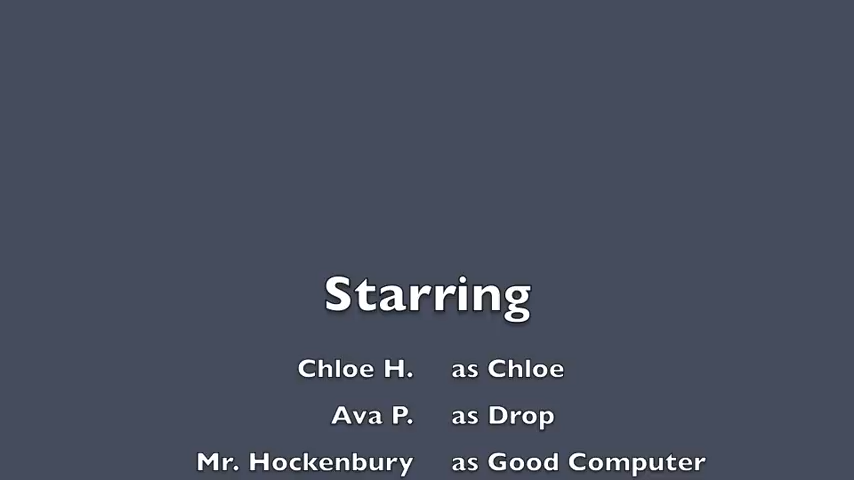 Starring
Chloe H. as Chloe
Ava P. as Drop
Mr. Hockenbury as Good Computer